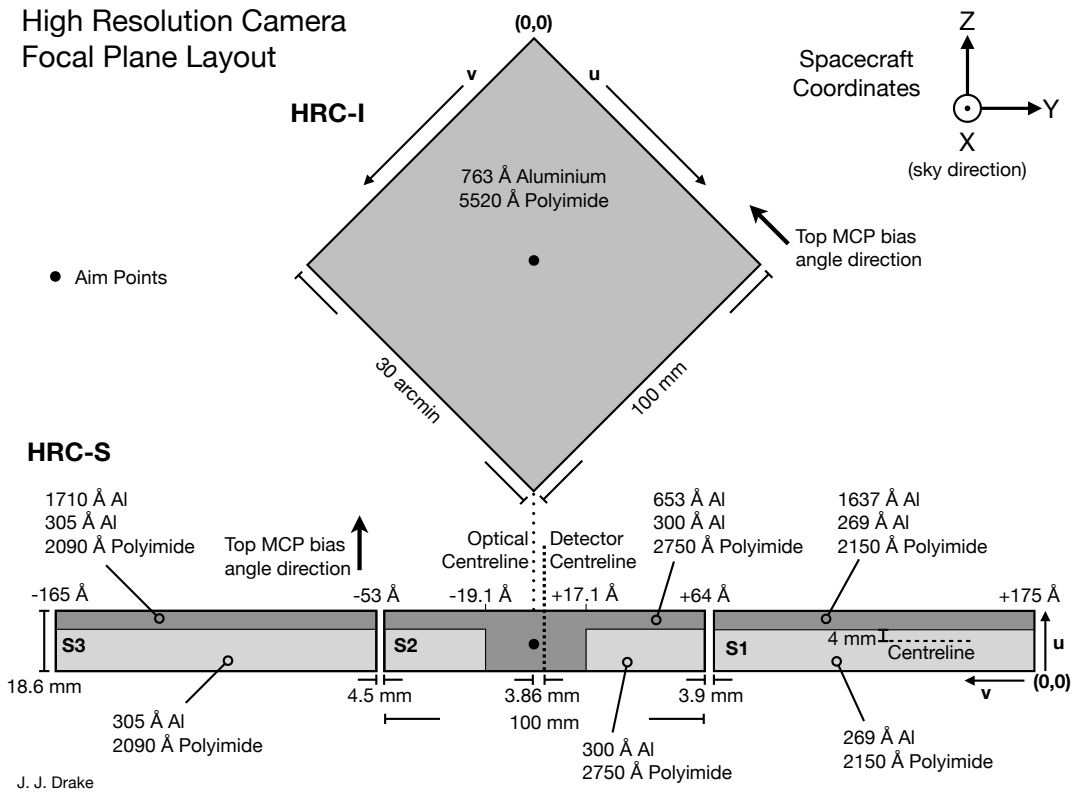 High Resolution Camera
Focal Plane Layout
(0,0)
v
u
HRC-I
Spacecraft
Coordinates
Z
Y
X
(sky direction)
763 Å Aluminium
5520 Å Polyimide
Top MCP bias
angle direction
Aim Points
30 arcmin
100 mm
HRC-S
1710 Å Al
305 Å Al
2090 Å Polyimide
Top MCP bias
angle direction
Optical
Centreline
Detector
Centreline
653 Å Al
300 Å Al
2750 Å Polyimide
1637 Å Al
269 Å Al
2150 Å Polyimide
-165 Å
-53 Å
-19.1 Å
+17.1 Å
+64 Å
+175 Å
S3
S2
S1
4 mm
Centreline
u
v
(0,0)
18.6 mm
4.5 mm
3.86 mm
3.9 mm
100 mm
305 Å Al
2090 Å Polyimide
300 Å Al
2750 Å Polyimide
269 Å Al
2150 Å Polyimide
J. J. Drake